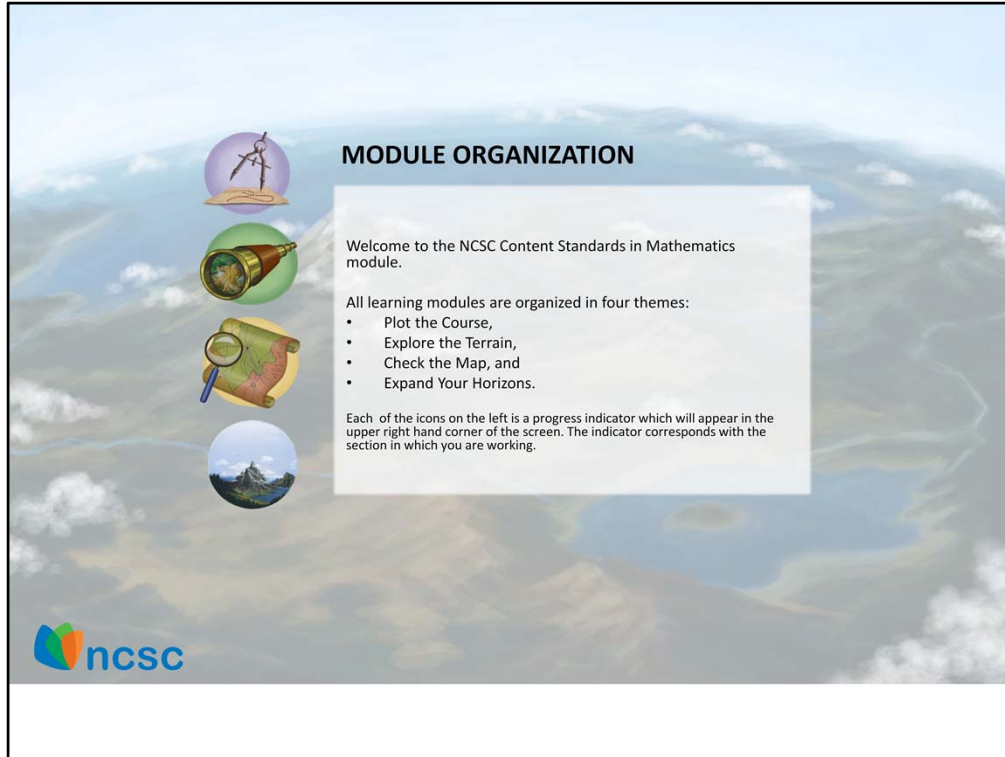 MODULE ORGANIZATION
Welcome to the NCSC Content Standards in Mathematics
module.
All learning modules are organized in four themes:
• Plot the Course,
• Explore the Terrain,
• Check the Map, and
• Expand Your Horizons.
Each of the icons on the left is a progress indicator which will appear in the
upper right hand corner of the screen. The indicator corresponds with the
section in which you are working.
ncsc